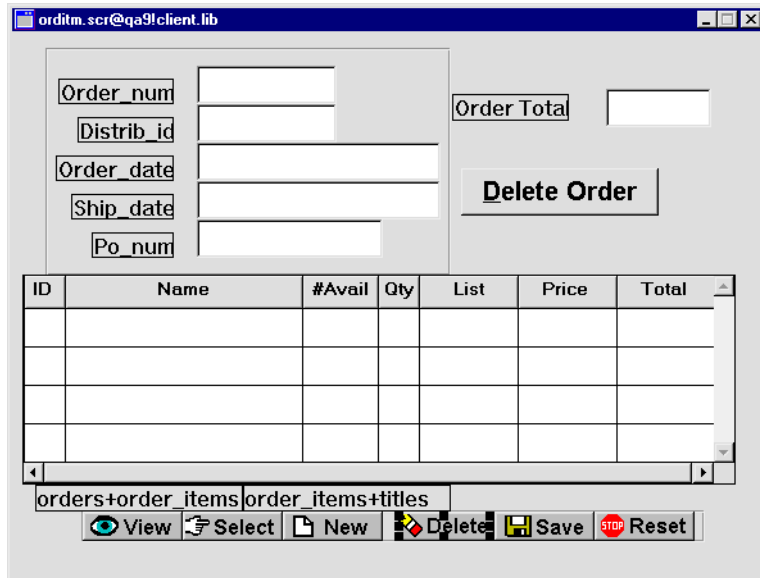 orditm.scr@qa9!client.lib
Order_num
Order Total
Distrib_id
Order_date
Delete Order
Ship_date
Po_num
ID Name #Avail Qty List Price Total
orders+order_items order_items+titles
View Select New Delete Save STOP Reset